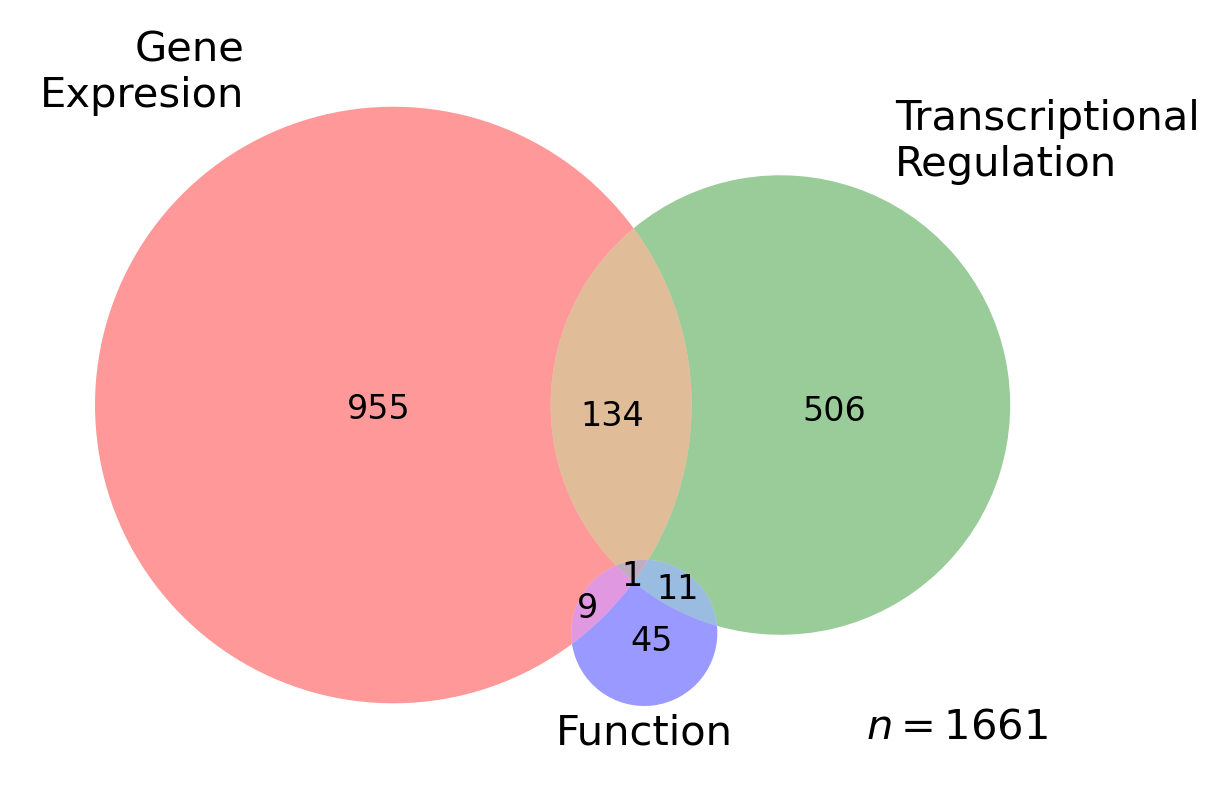 Gene
Expresion
Transcriptional
Regulation
955
134
506
1
11
9
45
Function
n = 1661